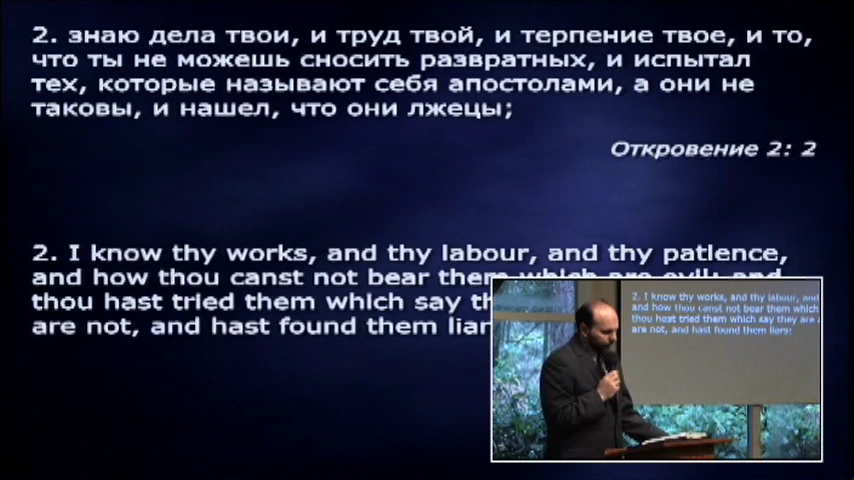 2. знаю дела твои, и труд твой, и терпение твое, и то,
что ты не можешь сносить развратных, и испытал
тех, которые называют себя апостолами, а они не
таковы, и нашел, что они лжецы;
Откровение 2: 2
2. I know thy works, and thy labour, and thy patience,
and how thou canst not bear them which are evil: and
thou hast tried them which say th
are not, and hast found them liar
2. I know thy works, and thy labour, and
and how thou canst not bear them which
thou hast tried them which say they are a
are not, and hast found them liars: